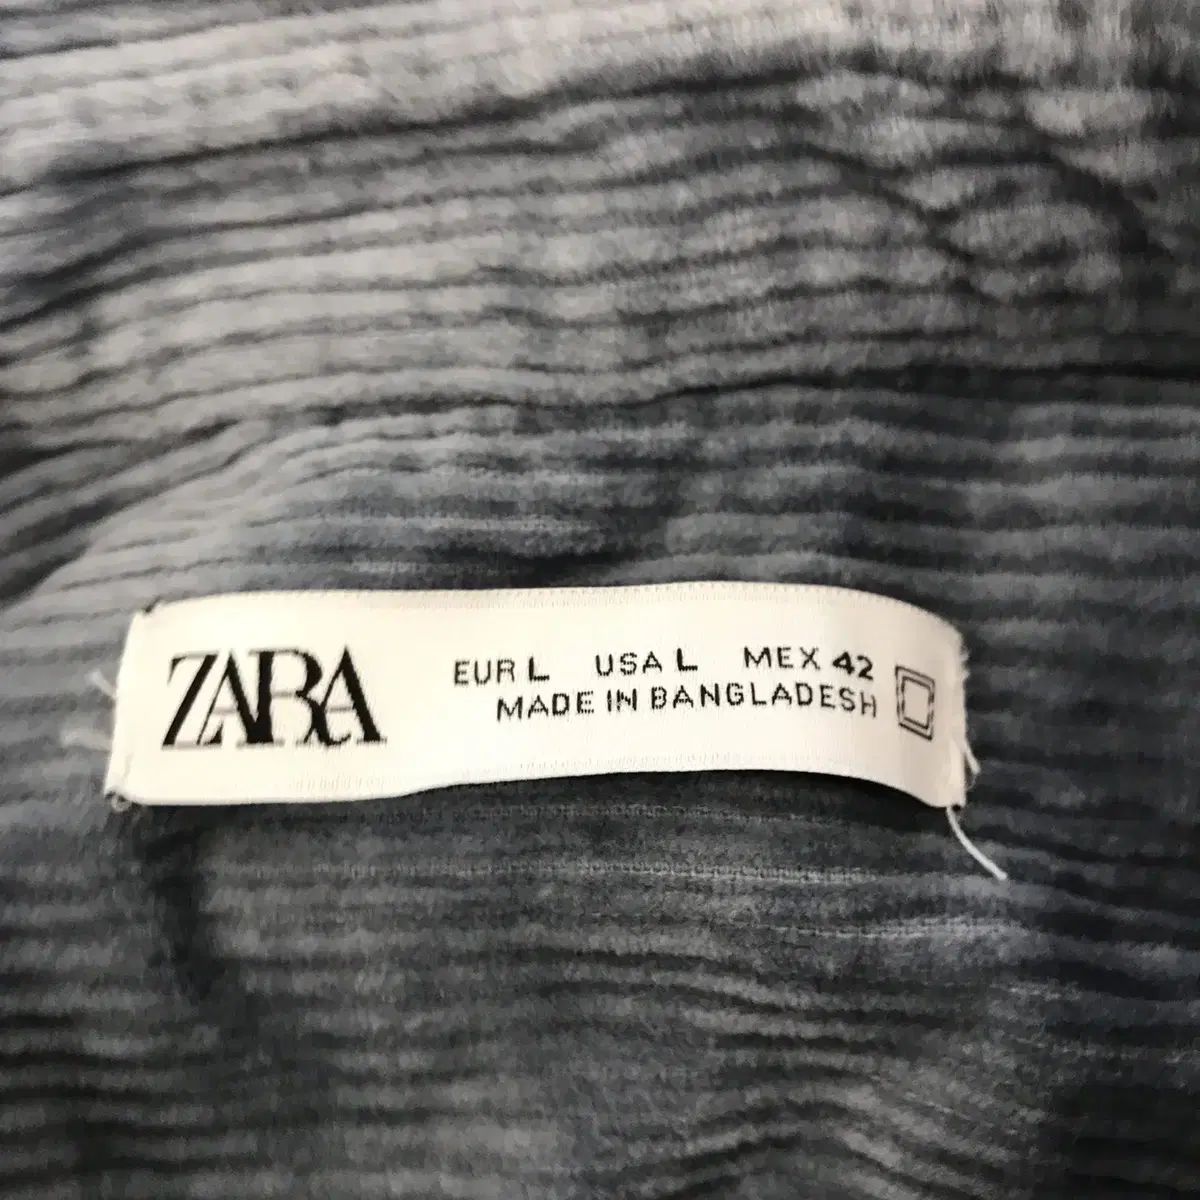 ZARA
EUR L USA L MEX 42
MADE IN BANGLADESH